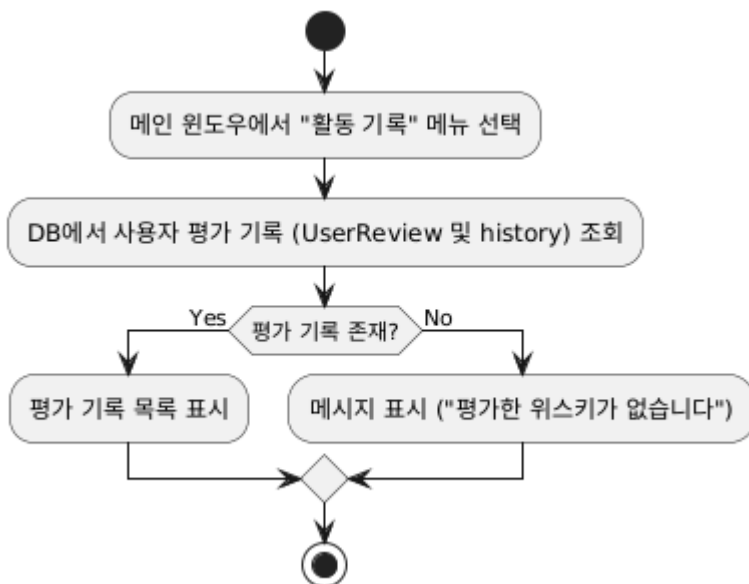 메인 윈도우에서 "활동 기록" 메뉴 선택
DB에서 사용자 평가 기록 (UserReview 및 history) 조회
Yes
평가 기록 존재?
No
평가 기록 목록 표시
메시지 표시 ("평가한 위스키가 없습니다")